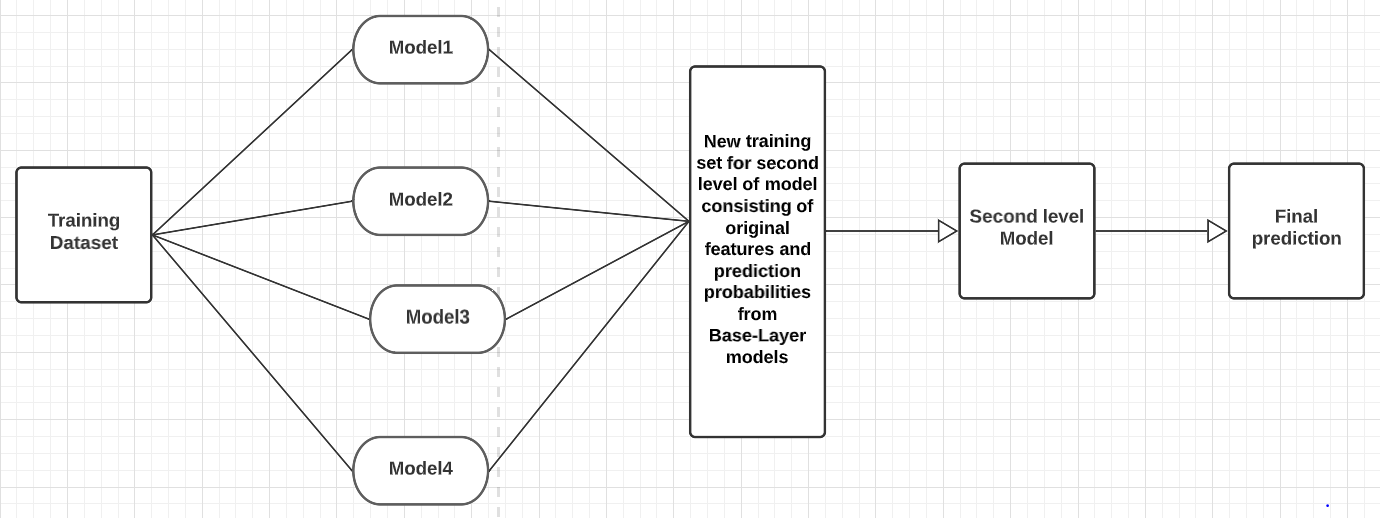 Model1
Training
Dataset
Model2
Model3
Model4
New training
set for second
level of model
consisting of
original
features and
prediction
probabilities
from
Base-Layer
models
Second level
Model
Final
prediction